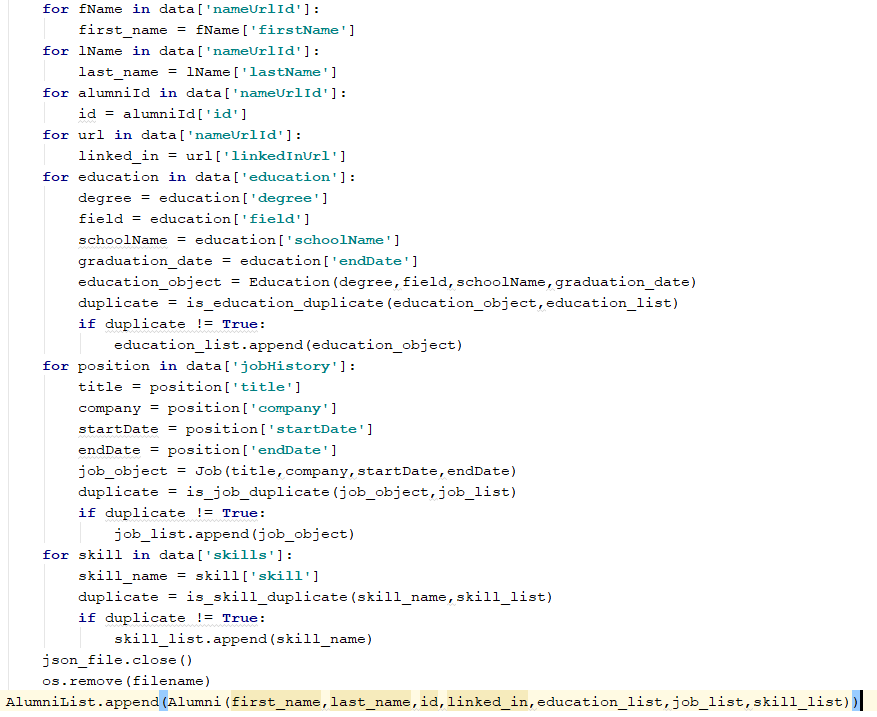 for fName in data['nameUrlId']:
first_name = fName['firstName']
for lName in data['nameUrlId']:
last_name = lName['lastName']
for alumniId in data['nameUrlId']:
id = alumniId['id']
for url in data['nameUrlId']:
linked_in = url['linkedInUrl']
for education in data['education']:
degree = education['degree']
field = education['field']
schoolName = education['schoolName']
graduation_date = education['endDate']
education_object = Education(degree,field,schoolName,graduation_date)
duplicate = is_education_duplicate(education_object,education_list)
if duplicate != True:
education_list.append(education_object)
for position in data['jobHistory']:
title = position['title']
company = position['company']
startDate = position['startDate']
endDate = position['endDate']
job_object = Job(title,company,startDate,endDate)
duplicate = is_job_duplicate(job_object,job_list)
if duplicate != True:
job_list.append(job_object)
for skill in data['skills']:
skill_name = skill['skill']
duplicate = is_skill_duplicate(skill_name,skill_list)
if duplicate != True:
skill_list.append(skill_name)
json_file.close()
os.remove(filename)
AlumniList.append(Alumni(first_name,last_name,id,linked_in,education_list,job_list,skill_list))